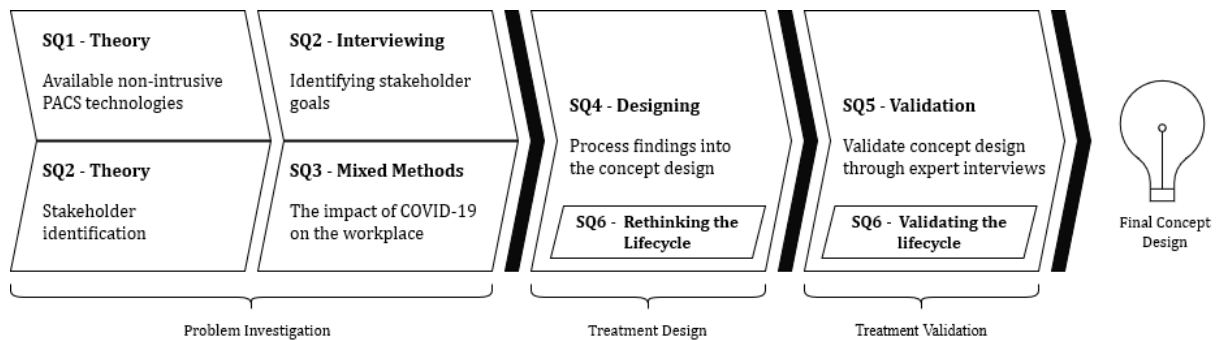 SQ1 - Theory
Available non-intrusive
PACS technologies
SQ2 - Interviewing
Identifying stakeholder
goals
SQ2 - Theory
Stakeholder
identification
SQ3 - Mixed Methods
The impact of COVID-19
on the workplace
SQ4 - Designing
Process findings into
the concept design
SQ6 - Rethinking the
Lifecycle
SQ5 - Validation
Validate concept design
through expert interviews
SQ6 - Validating the
lifecycle
Final Concept
Design
Problem Investigation
Treatment Design
Treatment Validation